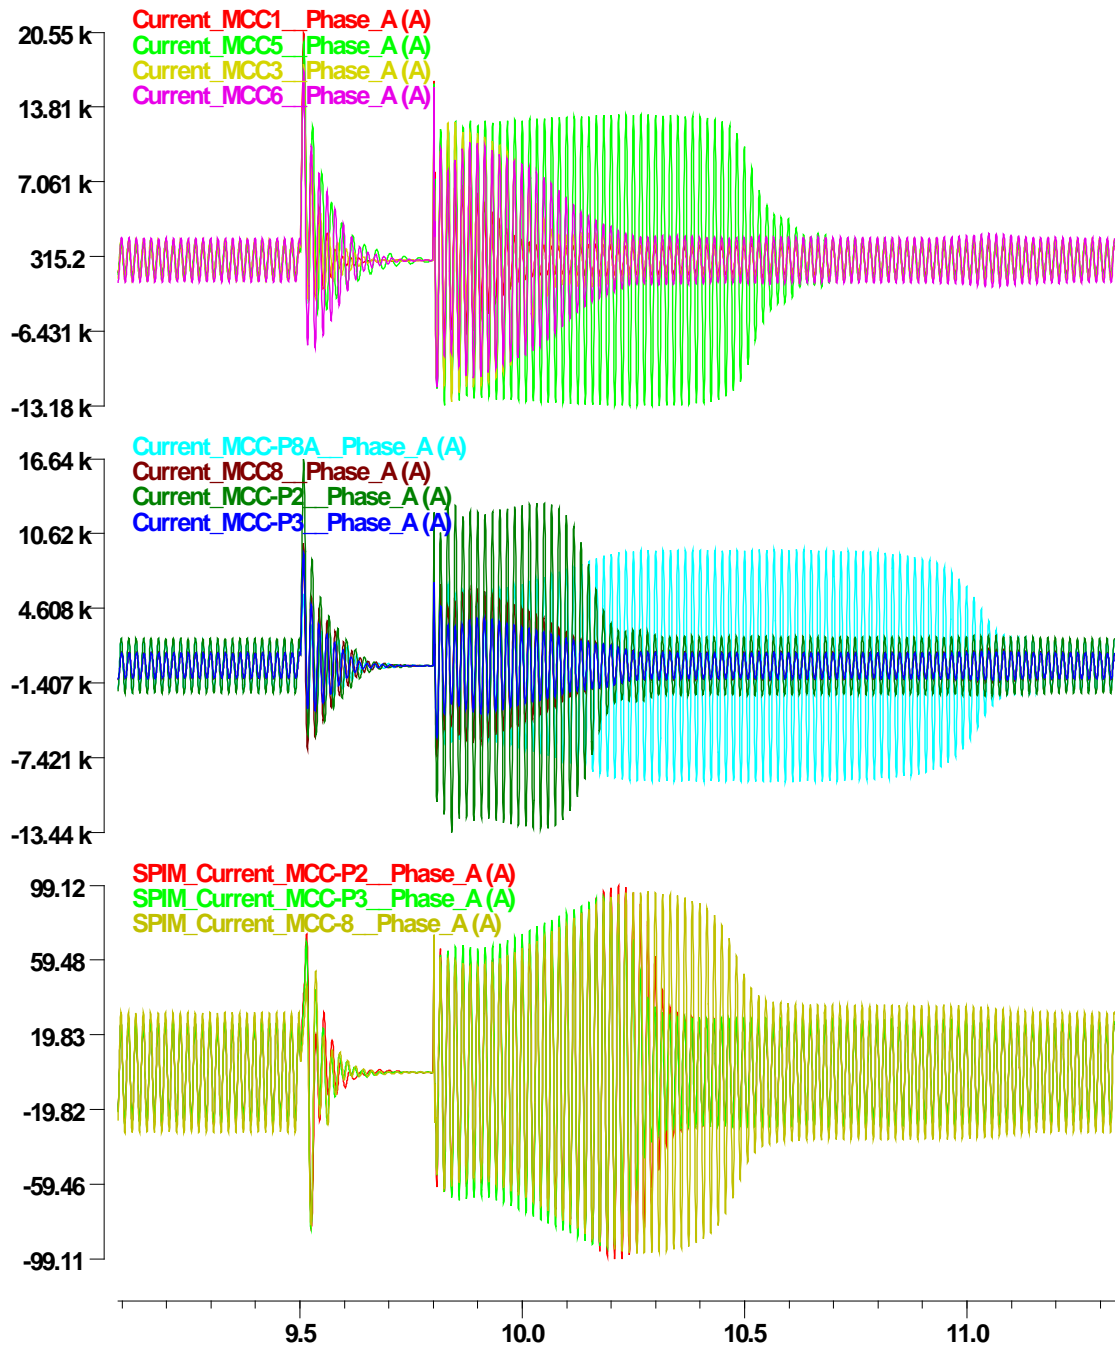 Current_MCC1__Phase_A (A)
20.55 k
Current_MCC5__Phase_A (A)
Current_MCC3__Phase_A (A)
Current_MCC6__Phase_A (A)
13.81 k
7.061 k
315.2
-6.431 k
-13.18 k
Current_MCC-P8A__Phase_A (A)
16.64 k
Current_MCC8__Phase_A (A)
Current_MCC-P2__Phase_A (A)
Current_MCC-P3__Phase_A (A)
10.62 k
4.608 k
-1.407 k
-7.421 k
-13.44 k
SPIM_Current_MCC-P2__Phase_A (A)
99.12
SPIM_Current_MCC-P3__Phase_A (A)
SPIM_Current_MCC-8__Phase_A (A)
59.48
19.83
-19.82
-59.46
-99.11
9.5 10.0 10.5 11.0